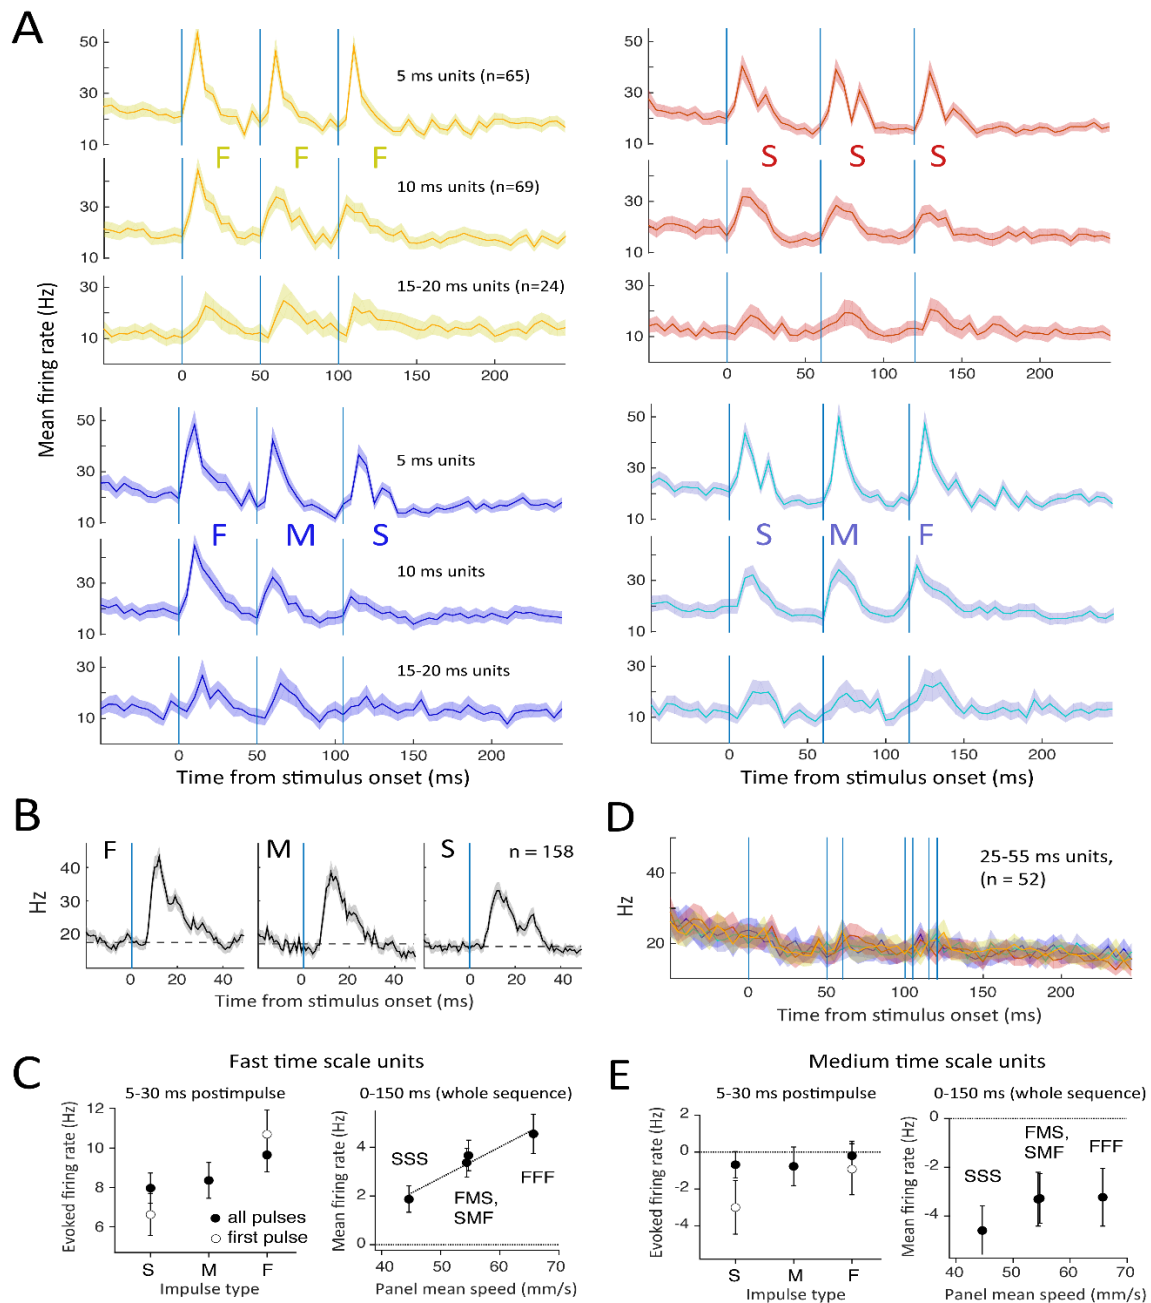 A
Mean firing rate (Hz)
50
30
10
5 ms units (n=65)
F F F
30
10
10 ms units (n=69)
30
10
15-20 ms units (n=24)
0 50 100 150 200
50
30
10
S S S
30
10
30
10
0 50 100 150 200
50
30
10
5 ms units
F M S
30
10
10 ms units
30
10
15-20 ms units
0 50 100 150 200
Time from stimulus onset (ms)
50
30
10
S M F
30
10
30
10
0 50 100 150 200
Time from stimulus onset (ms)
B
Hz
40
30
20
F M S n = 158
0 20 40 0 20 40 0 20 40
Time from stimulus onset (ms)
D
Hz
40
20
25-55 ms units,
(n = 52)
0 50 100 150 200
Time from stimulus onset (ms)
C
Fast time scale units
5-30 ms postimpulse
Evoked firing rate (Hz)
12
10
8
6
all pulses
first pulse
S M F
Impulse type
0-150 ms (whole sequence)
Mean firing rate (Hz)
4
2
0
SSS
FMS,
SMF
FFF
40 50 60 70
Panel mean speed (mm/s)
E
Medium time scale units
5-30 ms postimpulse
Evoked firing rate (Hz)
2
0
-2
-4
S M F
Impulse type
0-150 ms (whole sequence)
Mean firing rate (Hz)
0
-2
-4
SSS
FMS,
SMF
FFF
40 50 60 70
Panel mean speed (mm/s)